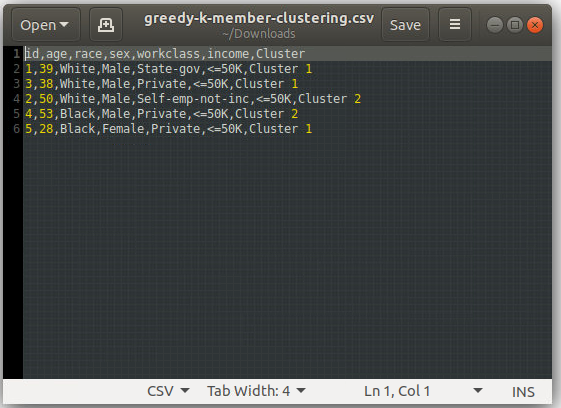 Open
greedy-k-member-clustering.csv
~/Downloads
Save
1 id,age,race,sex,workclass,income,Cluster
2 1,39,White,Male,State-gov,<=50K,Cluster 1
3 3,38,White,Male,Private,<=50K,Cluster 1
4 2,50,White,Male,Self-emp-not-inc,<=50K,Cluster 2
5 4,53,Black,Male,Private,<=50K,Cluster 2
6 5,28,Black,Female,Private,<=50K,Cluster 1
CSV Tab Width: 4 Ln 1, Col 1 INS